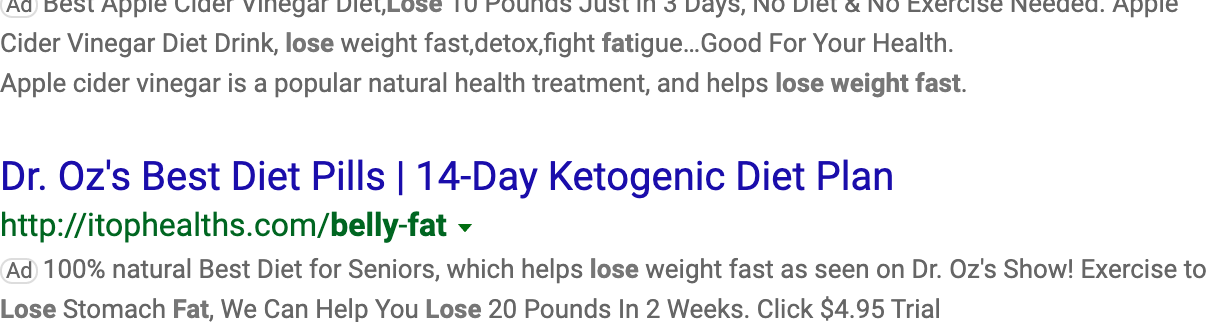 Ad Best Apple Cider Vinegar Diet,Lose 10 Pounds Just in 3 Days, No Diet & No Exercise Needed. Apple
Cider Vinegar Diet Drink, lose weight fast,detox,fight fatigue...Good For Your Health.
Apple cider vinegar is a popular natural health treatment, and helps lose weight fast.
Dr. Oz's Best Diet Pills | 14-Day Ketogenic Diet Plan
http://itophealths.com/belly-fat
Ad 100% natural Best Diet for Seniors, which helps lose weight fast as seen on Dr. Oz's Show! Exercise to
Lose Stomach Fat, We Can Help You Lose 20 Pounds In 2 Weeks. Click $4.95 Trial